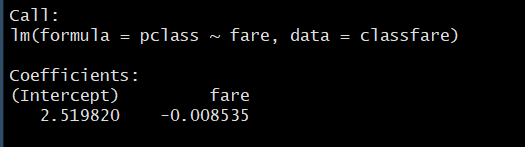 Call:
lm(formula = pclass ~ fare, data = classfare)
Coefficients:
(Intercept)         fare
   2.519820    -0.008535